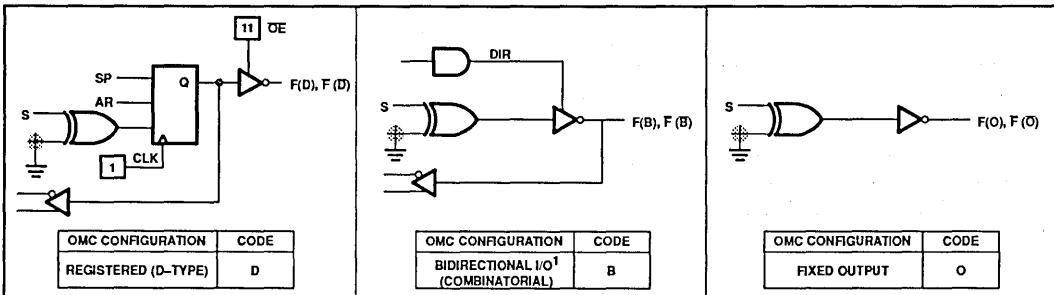 11 OE
SP
AR
S
Q
F(D), F (D)
1 CLK
OMC CONFIGURATION CODE
REGISTERED (D–TYPE) D
DIR
S
F(B), F (B)
OMC CONFIGURATION CODE
BIDIRECTIONAL I/O1
(COMBINATORIAL) B
S
F(O), F (O)
OMC CONFIGURATION CODE
FIXED OUTPUT O